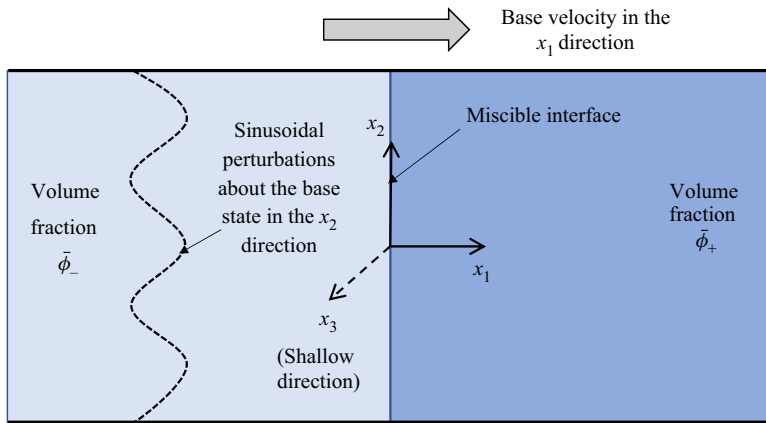 Base velocity in the
x₁ direction
x₂
Miscible interface
Sinusoidal
perturbations
about the base
state in the x₂
direction
Volume
fraction
ϕ̄₋
Volume
fraction
ϕ̄₊
x₁
x₃
(Shallow
direction)